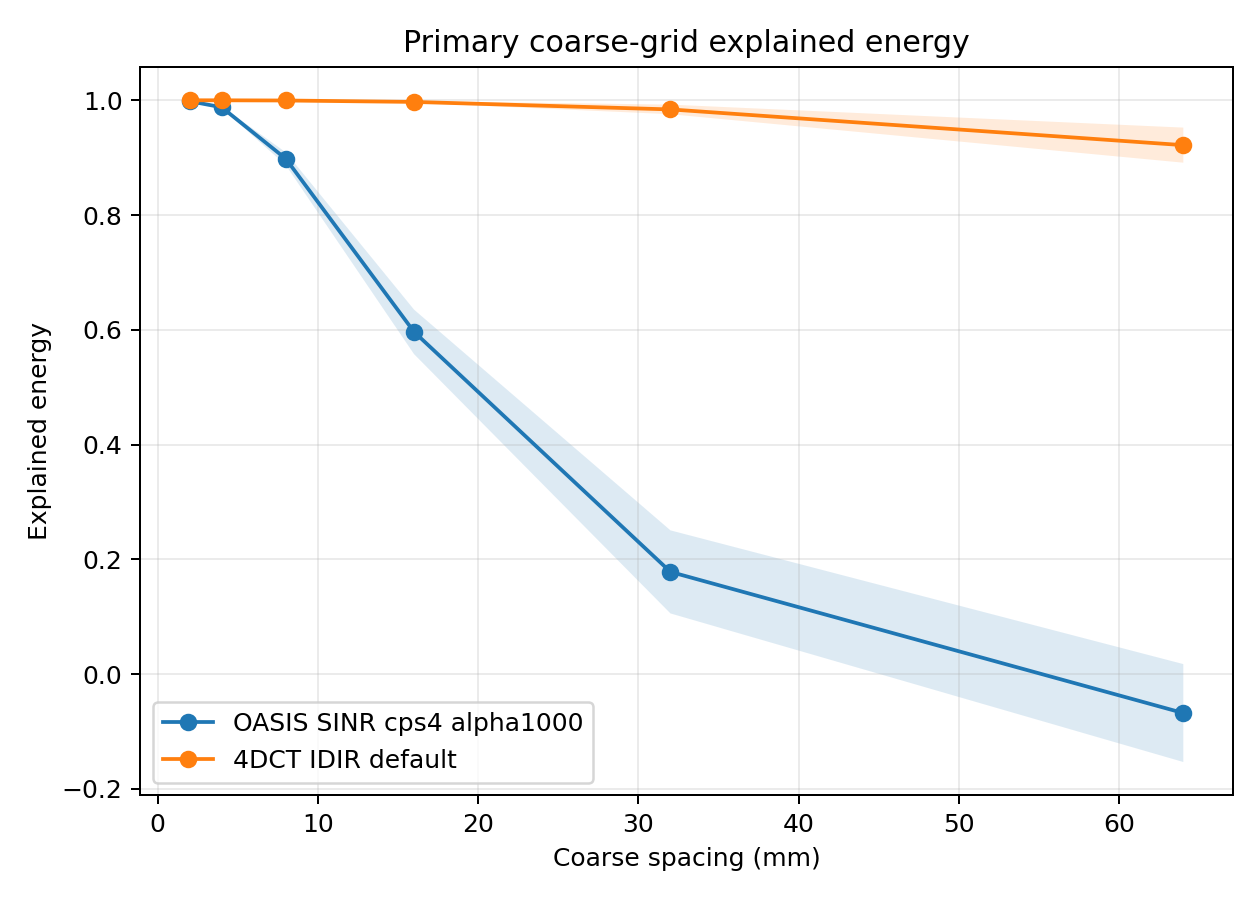 Primary coarse-grid explained energy
1.0
0.8
0.6
0.4
0.2
0.0
−0.2
Explained energy
OASIS SINR cps4 alpha1000
4DCT IDIR default
0 10 20 30 40 50 60
Coarse spacing (mm)